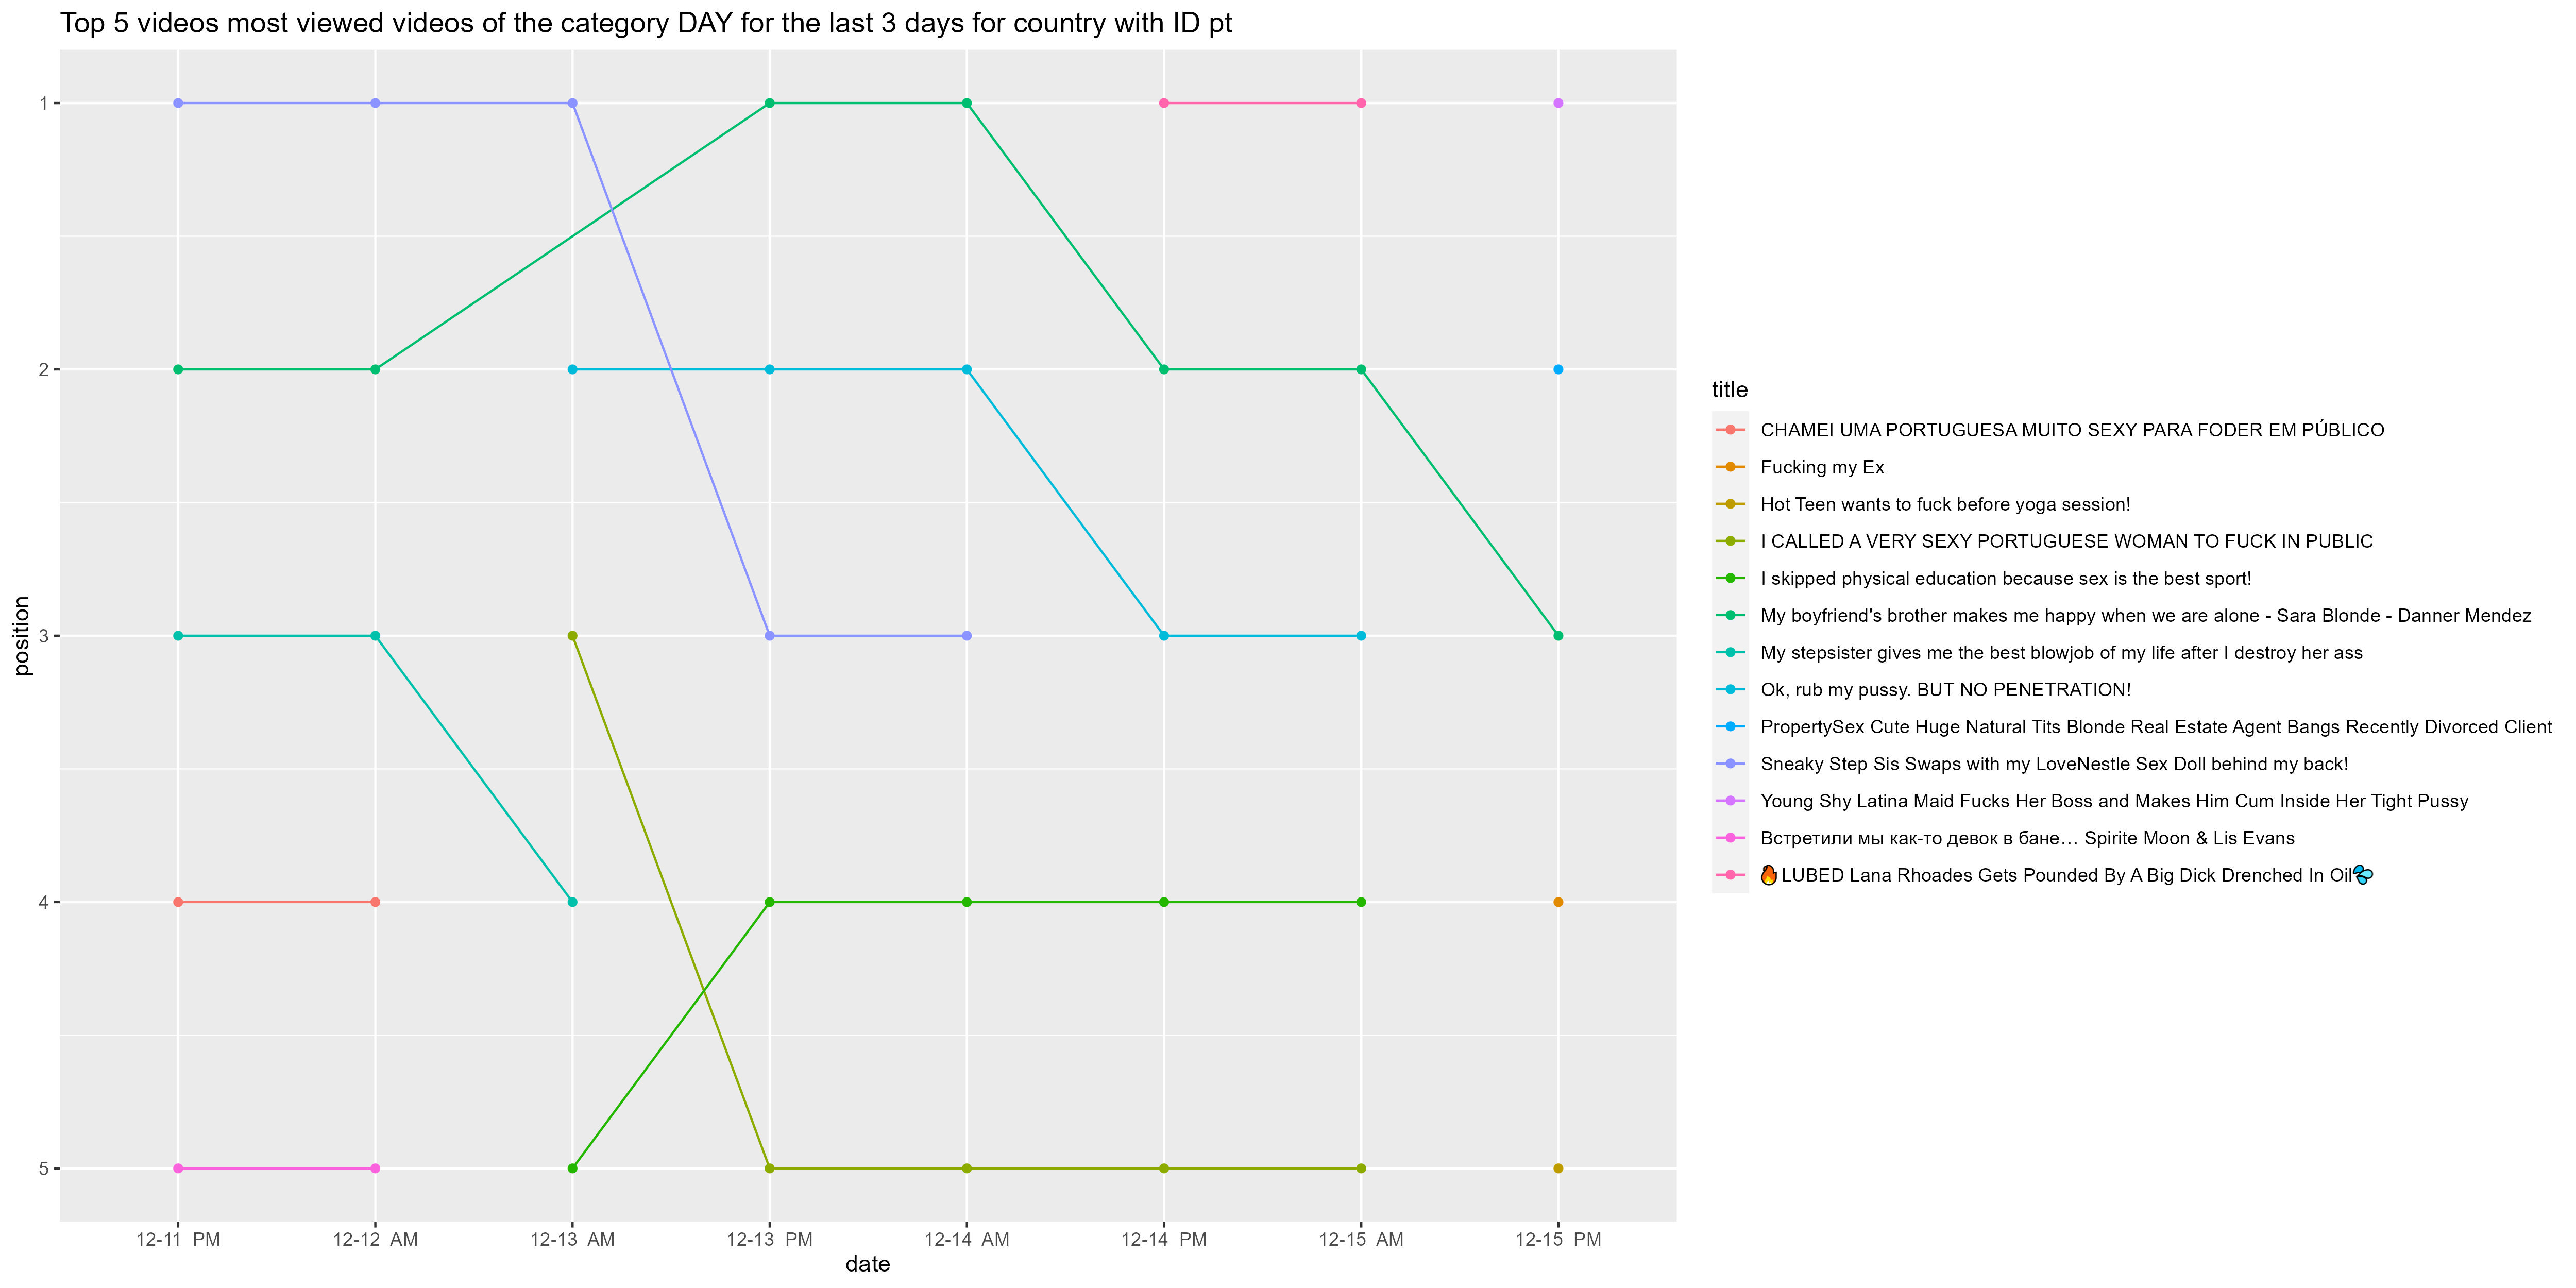 Top 5 videos most viewed videos of the category DAY for the last 3 days for country with ID pt
position
1
2
3
4
5
12-11 PM
12-12 AM
12-13 AM
12-13 PM
12-14 AM
12-14 PM
12-15 AM
12-15 PM
date
title
CHAMEI UMA PORTUGUESA MUITO SEXY PARA FODER EM PÚBLICO
Fucking my Ex
Hot Teen wants to fuck before yoga session!
I CALLED A VERY SEXY PORTUGUESE WOMAN TO FUCK IN PUBLIC
I skipped physical education because sex is the best sport!
My boyfriend's brother makes me happy when we are alone - Sara Blonde - Danner Mendez
My stepsister gives me the best blowjob of my life after I destroy her ass
Ok, rub my pussy. BUT NO PENETRATION!
PropertySex Cute Huge Natural Tits Blonde Real Estate Agent Bangs Recently Divorced Client
Sneaky Step Sis Swaps with my LoveNestle Sex Doll behind my back!
Young Shy Latina Maid Fucks Her Boss and Makes Him Cum Inside Her Tight Pussy
Встретили мы как-то девок в бане… Spirite Moon & Lis Evans
🔥LUBED Lana Rhoades Gets Pounded By A Big Dick Drenched In Oil💦